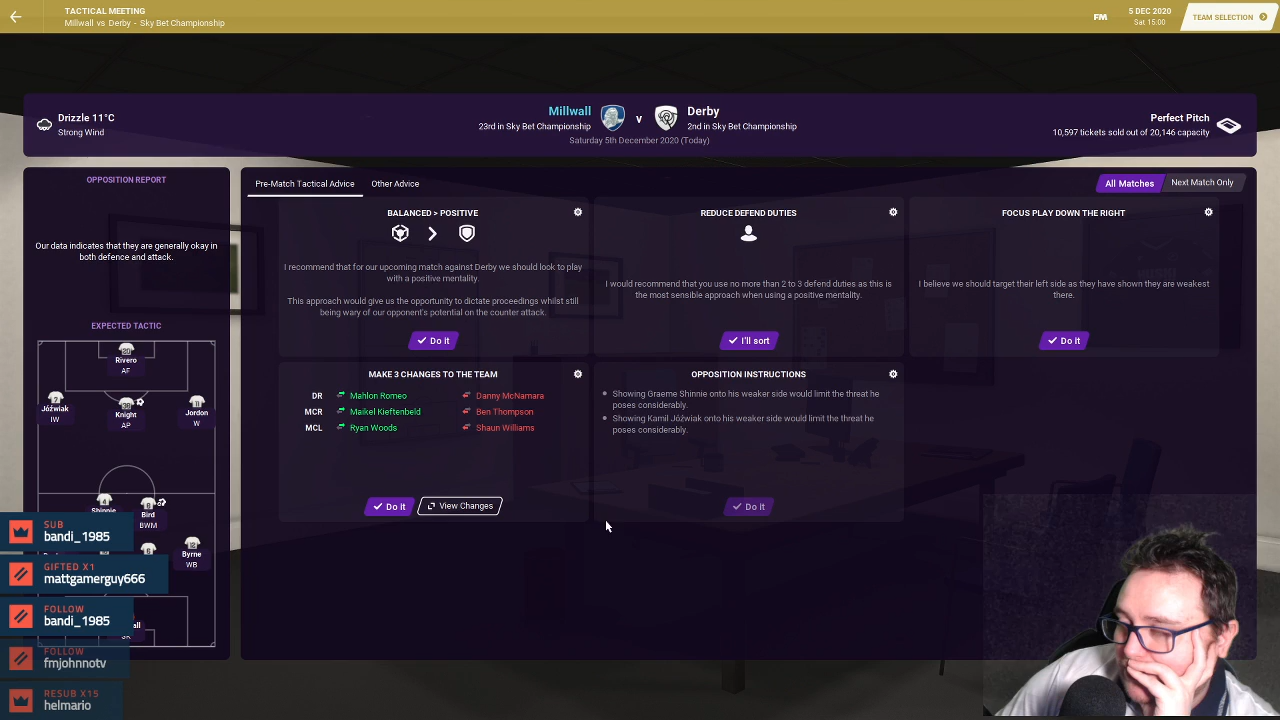 TACTICAL MEETING
Millwall vs Derby - Sky Bet Championship
FM
5 DEC 2020
Sat 15:00
TEAM SELECTION
Drizzle 11°C
Strong Wind
Millwall
23rd in Sky Bet Championship
v
Derby
2nd in Sky Bet Championship
Saturday 5th December 2020 (Today)
Perfect Pitch
10,597 tickets sold out of 20,146 capacity
OPPOSITION REPORT
Our data indicates that they are generally okay in
both defence and attack.
EXPECTED TACTIC
Rivero
AF
Jóźwiak
IW
Knight
AP
Jordon
W
Shinnie
Bird
BWM
Byrne
WB
SUB
bandi_1985
GIFTED X1
mattgamerguy666
FOLLOW
bandi_1985
FOLLOW
fmjohnnotv
RESUB X15
helmario
Pre-Match Tactical Advice
Other Advice
All Matches
Next Match Only
BALANCED > POSITIVE
I recommend that for our upcoming match against Derby we should look to play
with a positive mentality.
This approach would give us the opportunity to dictate proceedings whilst still
being wary of our opponent's potential on the counter attack.
Do it
REDUCE DEFEND DUTIES
I would recommend that you use no more than 2 to 3 defend duties as this is
the most sensible approach when using a positive mentality.
I'll sort
FOCUS PLAY DOWN THE RIGHT
I believe we should target their left side as they have shown they are weakest
there.
Do it
MAKE 3 CHANGES TO THE TEAM
DR Mahlon Romeo Danny McNamara
MCR Maikel Kieftenbeld Ben Thompson
MCL Ryan Woods Shaun Williams
Do it
View Changes
OPPOSITION INSTRUCTIONS
Showing Graeme Shinnie onto his weaker side would limit the threat he
poses considerably.
Showing Kamil Jóźwiak onto his weaker side would limit the threat he
poses considerably.
Do it